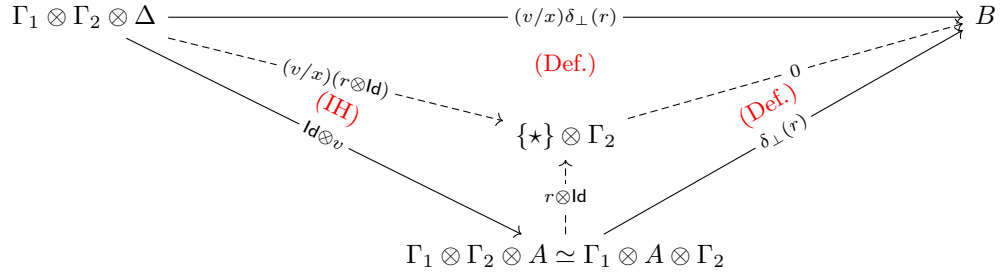 Γ₁ ⊗ Γ₂ ⊗ Δ (v/x)δ⊥(r) B
(Def.)
(v/x)(r⊗Id) 0
(IH) (Def.)
Id⊗v {⋆} ⊗ Γ₂ δ⊥(r)
r⊗Id
Γ₁ ⊗ Γ₂ ⊗ A ≃ Γ₁ ⊗ A ⊗ Γ₂